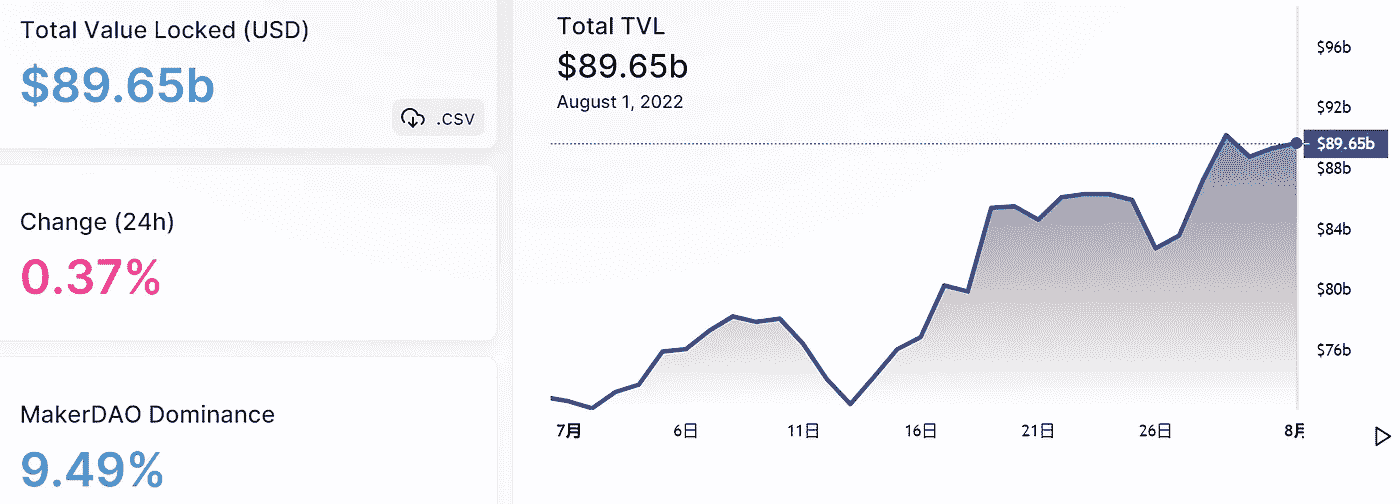 Total Value Locked (USD)
$89.65b
.csv
Change (24h)
0.37%
MakerDAO Dominance
9.49%
Total TVL
$89.65b
August 1, 2022
$96b
$92b
$89.65b
$88b
$84b
$80b
$76b
7月 6日 11日 16日 21日 26日 8月